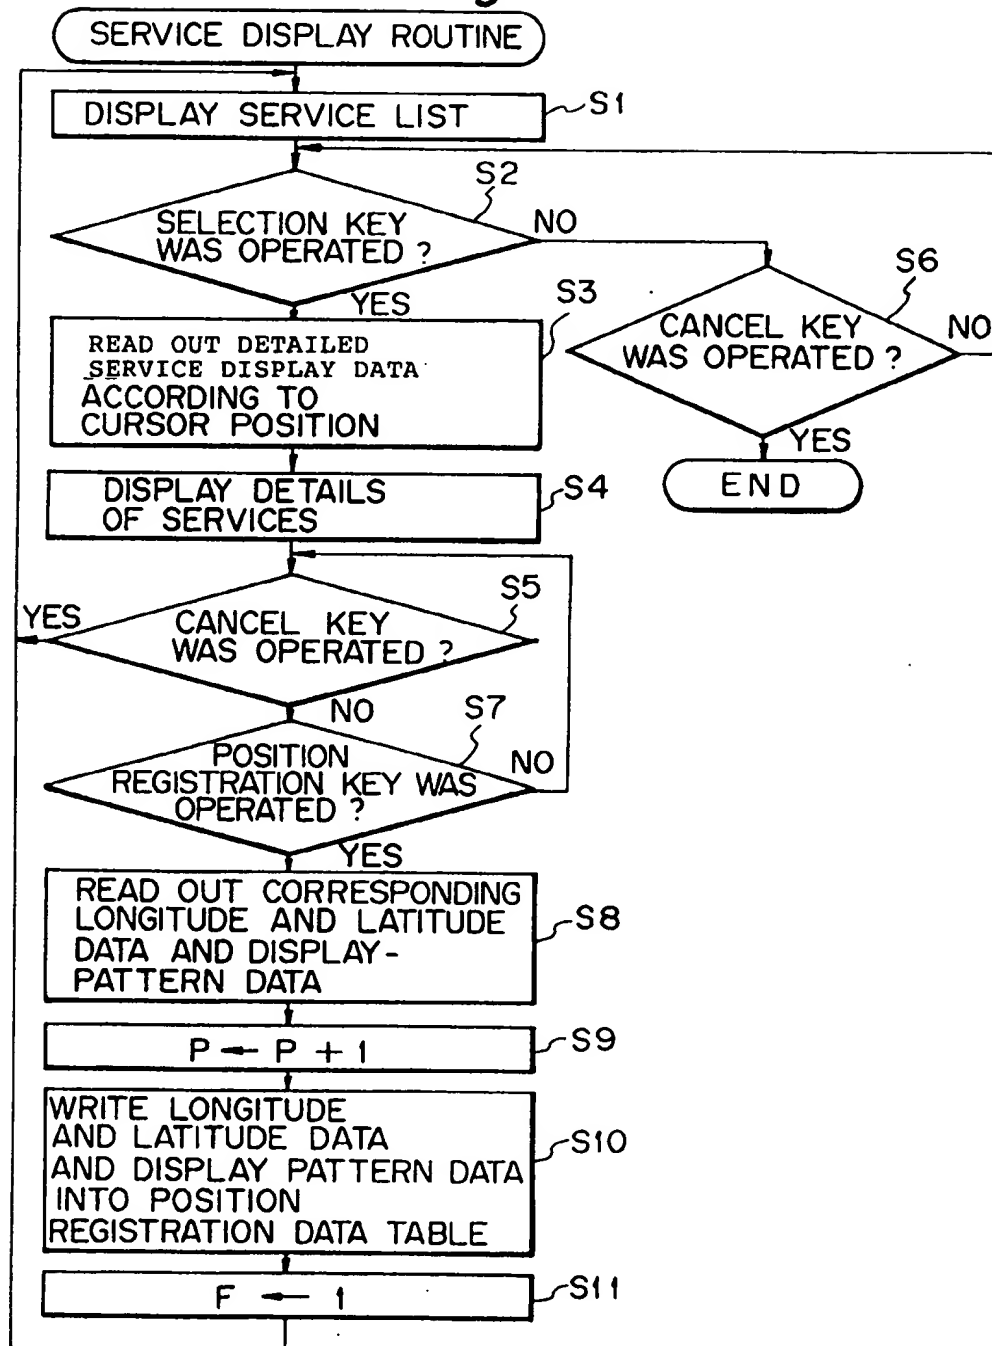 SERVICE DISPLAY ROUTINE
DISPLAY SERVICE LIST
S1
S2
SELECTION KEY
WAS OPERATED ?
NO
YES
S3
READ OUT DETAILED
SERVICE DISPLAY DATA
ACCORDING TO
CURSOR POSITION
S6
CANCEL KEY
WAS OPERATED ?
NO
YES
END
DISPLAY DETAILS
OF SERVICES
S4
S5
YES
CANCEL KEY
WAS OPERATED ?
NO
S7
POSITION
REGISTRATION KEY WAS
OPERATED ?
NO
YES
READ OUT CORRESPONDING
LONGITUDE AND LATITUDE
DATA AND DISPLAY-
PATTERN DATA
S8
P ← P + 1
S9
WRITE LONGITUDE
AND LATITUDE DATA
AND DISPLAY PATTERN DATA
INTO POSITION
REGISTRATION DATA TABLE
S10
F ← 1
S11